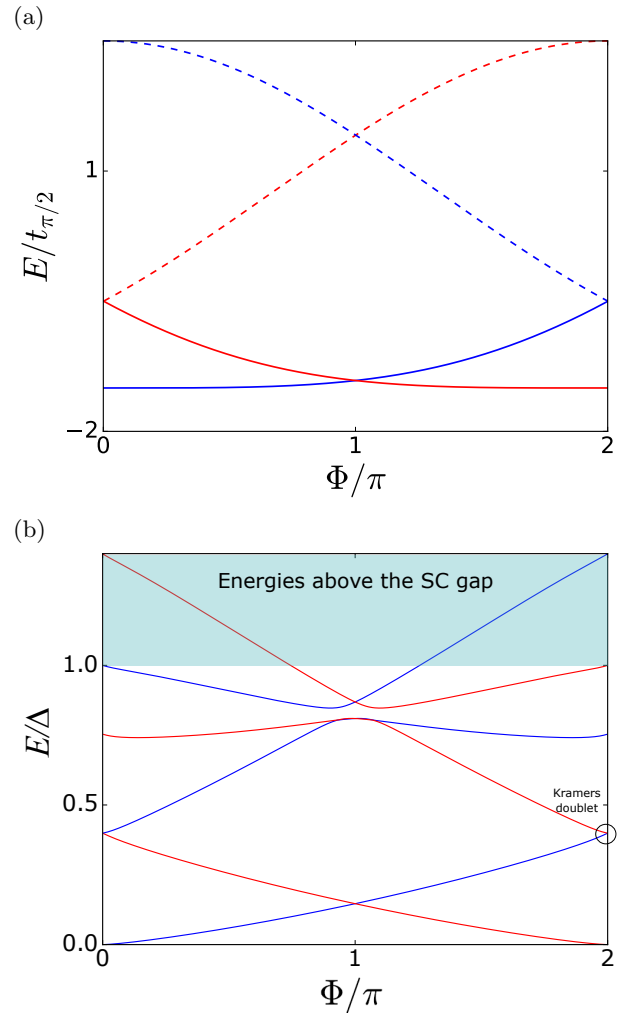 (a)
1
E/t_{π/2}
−2
0
1
2
Φ/π
(b)
Energies above the SC gap
1.0
E/Δ
Kramers
doublet
0.5
0.0
0
1
2
Φ/π